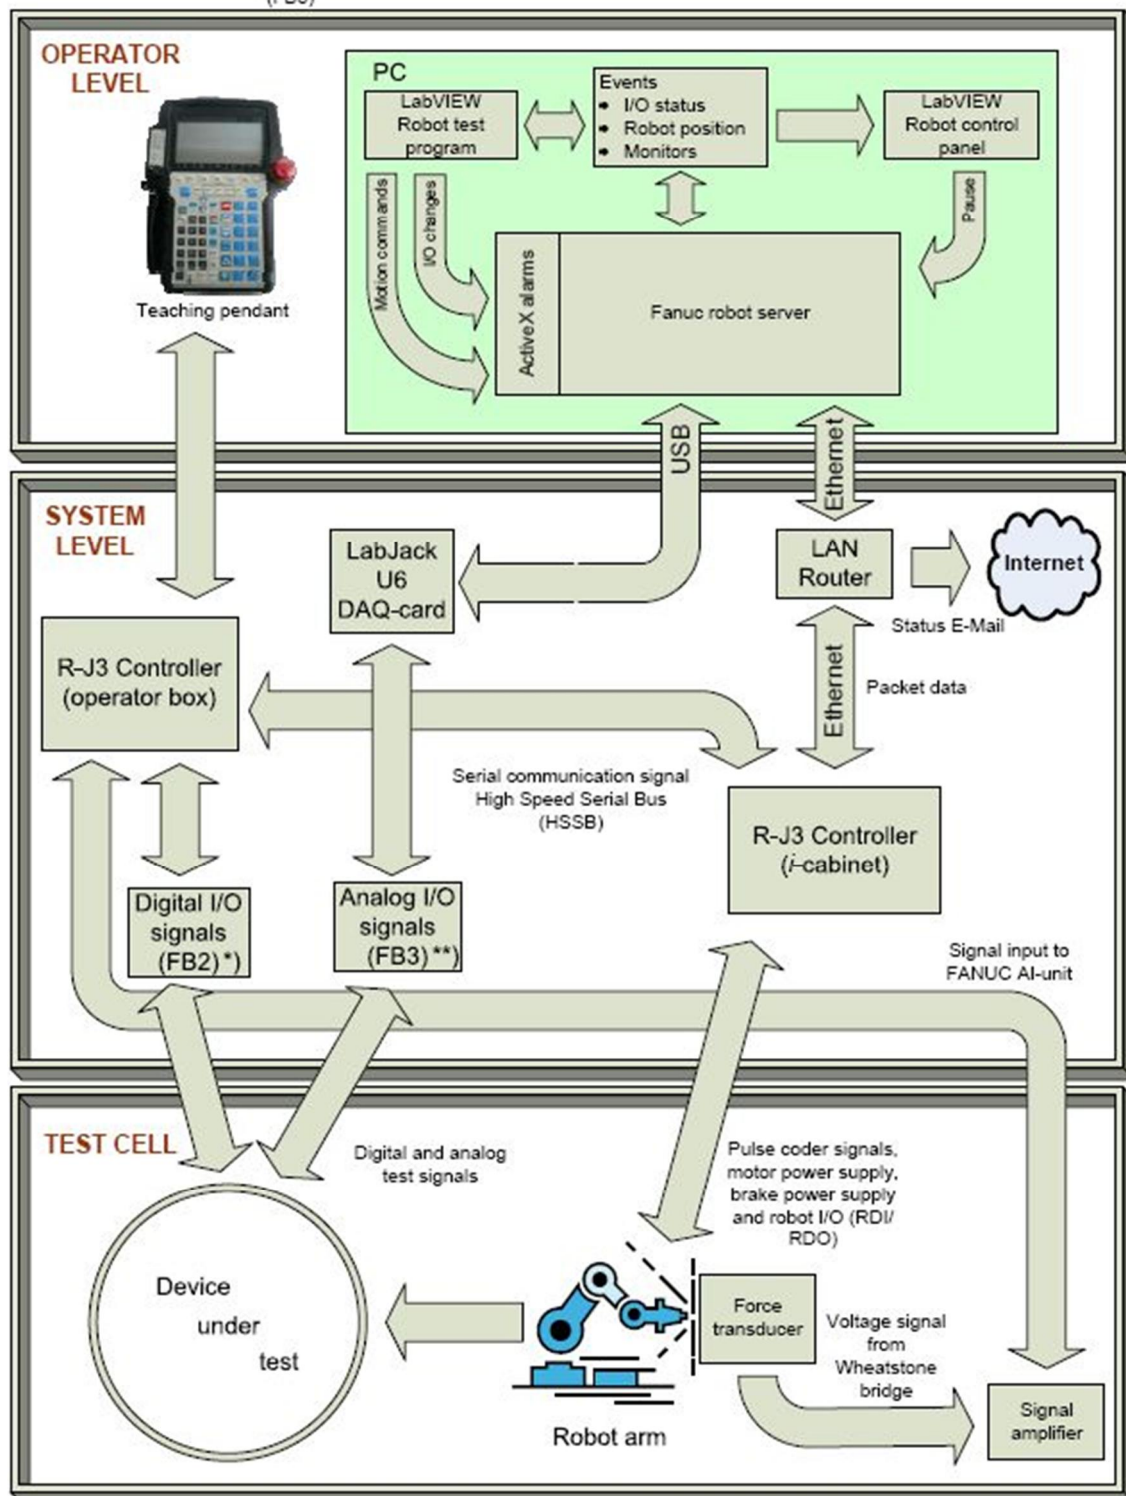 (FB3)
OPERATOR
LEVEL
PC
LabVIEW
Robot test
program
Events
I/O status
Robot position
Monitors
LabVIEW
Robot control
panel
Motion commands
I/O changes
Pause
ActiveX alarms
Fanuc robot server
Teaching pendant
USB
Ethernet
SYSTEM
LEVEL
LabJack
U6
DAQ-card
LAN
Router
Internet
Status E-Mail
R-J3 Controller
(operator box)
Ethernet
Packet data
Serial communication signal
High Speed Serial Bus
(HSSB)
R-J3 Controller
(i-cabinet)
Digital I/O
signals
(FB2) *)
Analog I/O
signals
(FB3) **)
Signal input to
FANUC AI-unit
TEST CELL
Digital and analog
test signals
Pulse coder signals,
motor power supply,
brake power supply
and robot I/O (RDI/
RDO)
Device
under
test
Force
transducer
Voltage signal
from
Wheatstone
bridge
Robot arm
Signal
amplifier